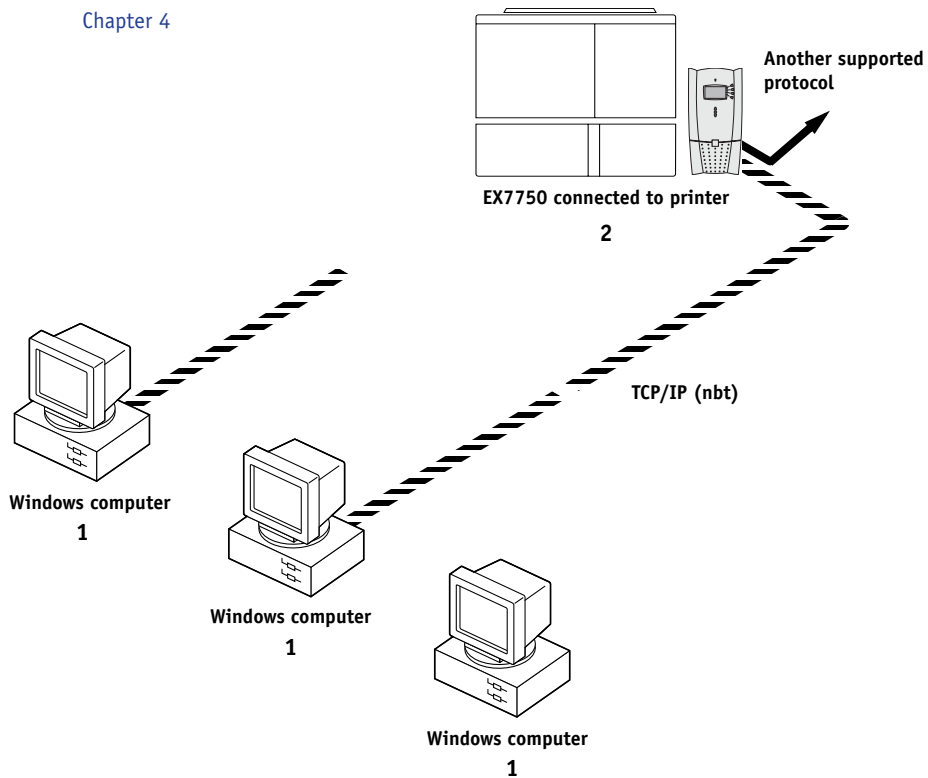 Chapter 4
Another supported
protocol
EX7750 connected to printer
2
TCP/IP (nbt)
Windows computer
1
Windows computer
1
Windows computer
1